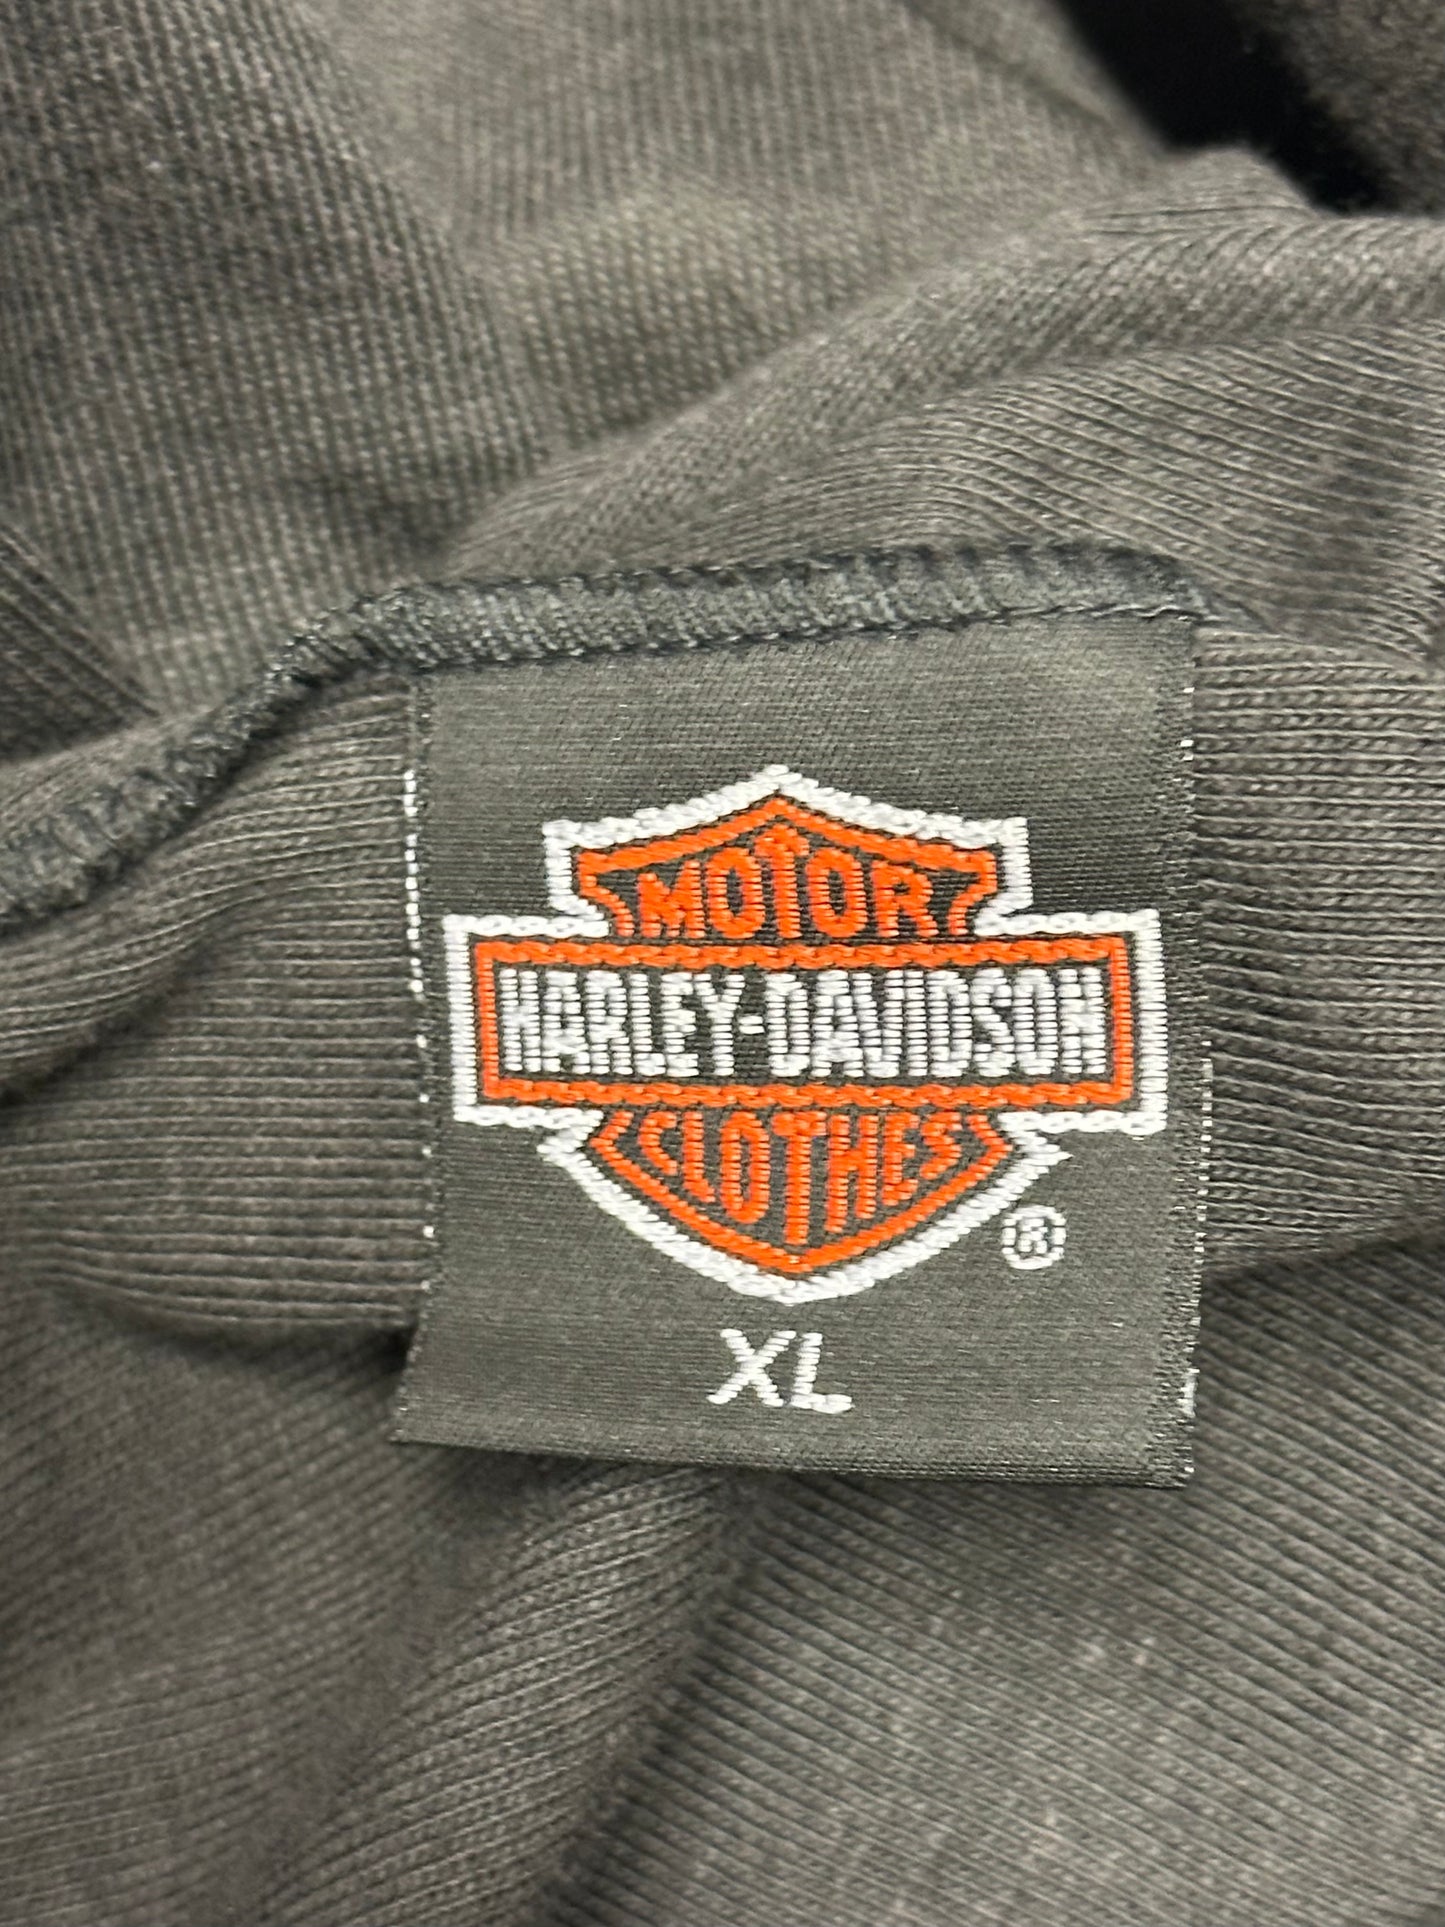 MOTOR
HARLEY-DAVIDSON
CLOTHES
®
XL